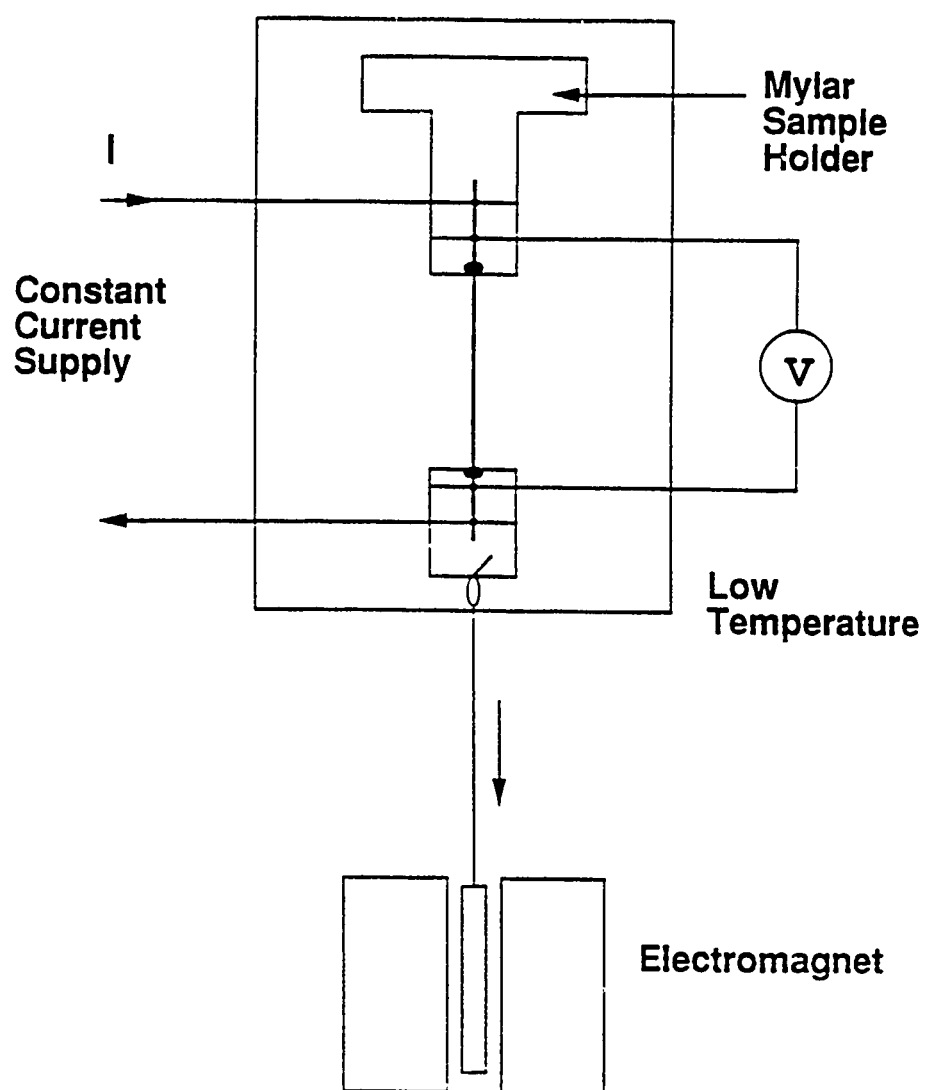 Mylar
Sample
Holder
I
Constant
Current
Supply
V
Low
Temperature
Electromagnet